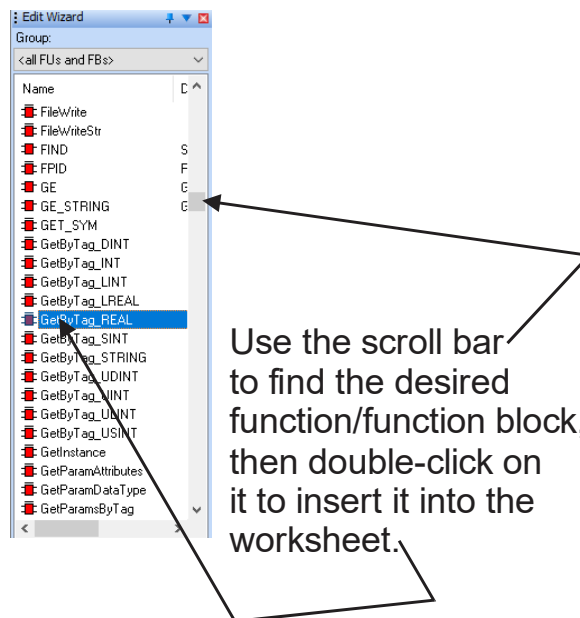 Edit Wizard
Group:
<all FUs and FBs>
Name D
FileWrite
FileWriteStr
FIND S
FPID F
GE G
GE_STRING G
GET_SYM
GetByTag_DINT
GetByTag_INT
GetByTag_LINT
GetByTag_LREAL
GetByTag_REAL
GetByTag_SINT
GetByTag_STRING
GetByTag_UDINT
GetByTag_UINT
GetByTag_ULINT
GetByTag_USINT
GetInstance
GetParamAttributes
GetParamDataType
GetParamsByTag
Use the scroll bar
to find the desired
function/function block,
then double-click on
it to insert it into the
worksheet.